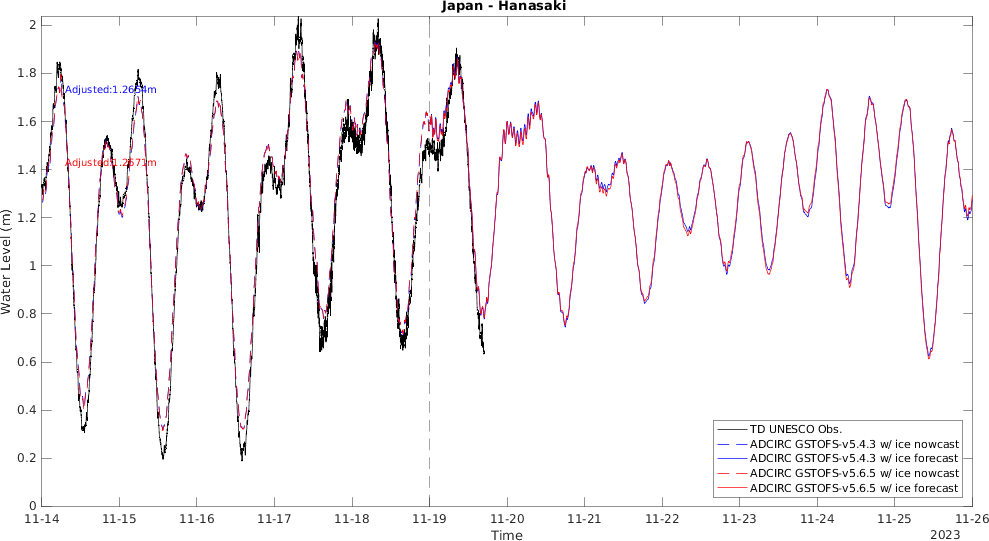 Japan - Hanasaki
2
1.8
1.6
1.4
1.2
1
0.8
0.6
0.4
0.2
0
Water Level (m)
Adjusted:1.2654m
Adjusted:1.2671m
TD UNESCO Obs.
ADCIRC GSTOFS-v5.4.3 w/ ice nowcast
ADCIRC GSTOFS-v5.4.3 w/ ice forecast
ADCIRC GSTOFS-v5.6.5 w/ ice nowcast
ADCIRC GSTOFS-v5.6.5 w/ ice forecast
11-14 11-15 11-16 11-17 11-18 11-19 11-20 11-21 11-22 11-23 11-24 11-25 11-26
Time
2023